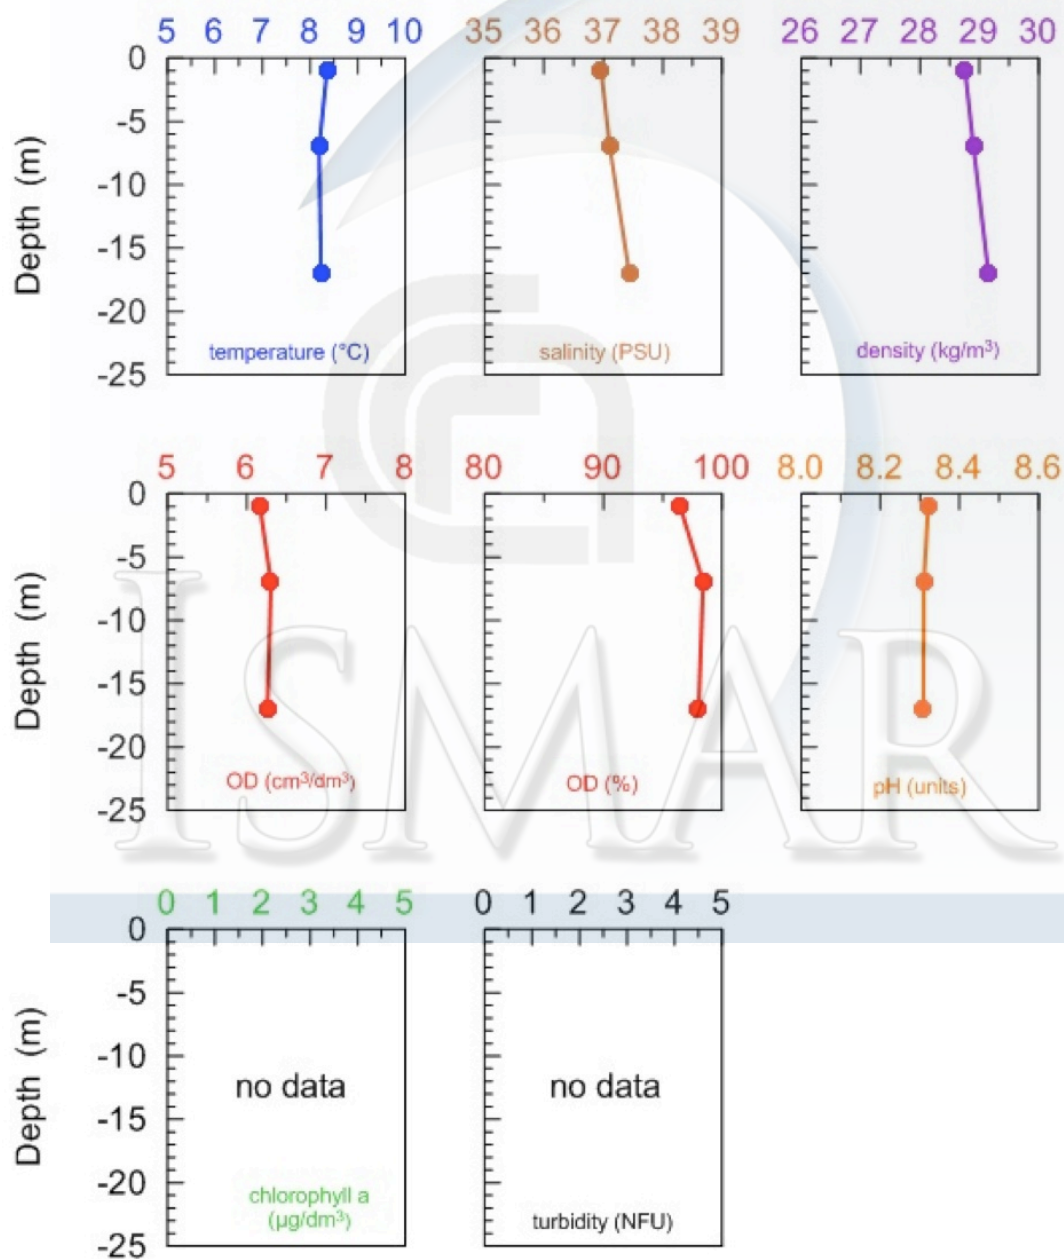 5 6 7 8 9 10 35 36 37 38 39 26 27 28 29 30
0
-5
-10
-15
-20
-25
Depth (m)
temperature (°C) salinity (PSU) density (kg/m³)
5 6 7 8 80 90 100 8.0 8.2 8.4 8.6
0
-5
-10
-15
-20
-25
Depth (m)
OD (cm³/dm³) OD (%) pH (units)
ISMAR
0 1 2 3 4 5 0 1 2 3 4 5
0
-5
-10
-15
-20
-25
Depth (m)
no data no data
chlorophyll a
(µg/dm³) turbidity (NFU)